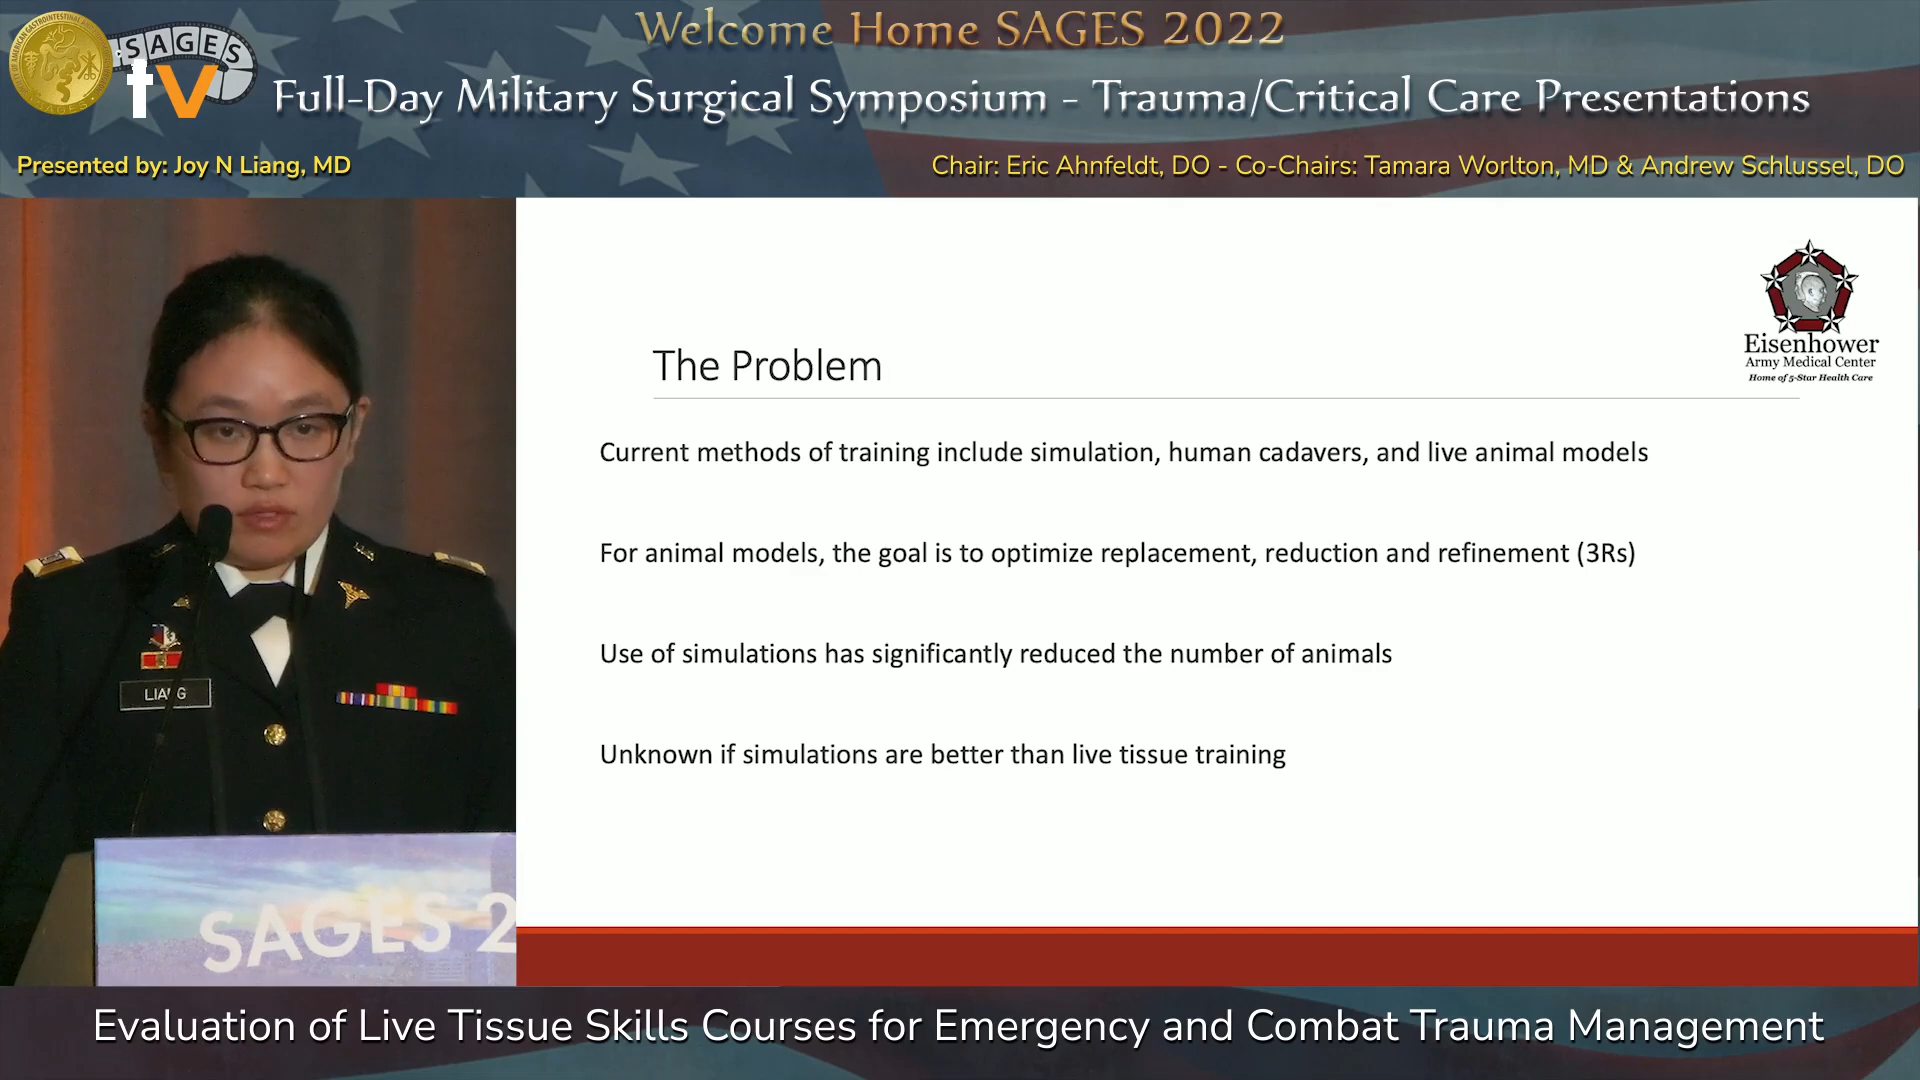 Welcome Home SAGES 2022
SAGES
tv
Full-Day Military Surgical Symposium - Trauma/Critical Care Presentations
Presented by: Joy N Liang, MD
Chair: Eric Ahnfeldt, DO - Co-Chairs: Tamara Worlton, MD & Andrew Schlussel, DO
Eisenhower
Army Medical Center
Home of 5-Star Health Care
The Problem
Current methods of training include simulation, human cadavers, and live animal models
For animal models, the goal is to optimize replacement, reduction and refinement (3Rs)
Use of simulations has significantly reduced the number of animals
Unknown if simulations are better than live tissue training
LIANG
SAGES 2
Evaluation of Live Tissue Skills Courses for Emergency and Combat Trauma Management